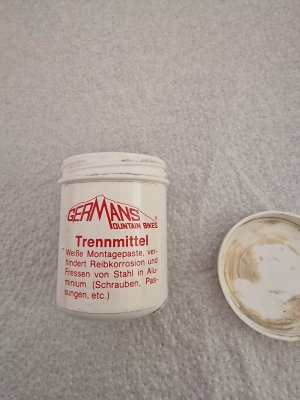 GERMANS
MOUNTAIN BIKES
Trennmittel
Weiße Montagepaste, ver-
hindert Reibkorrosion und
Fressen von Stahl in Alu-
minium (Schrauben, Pas-
sungen, etc.)